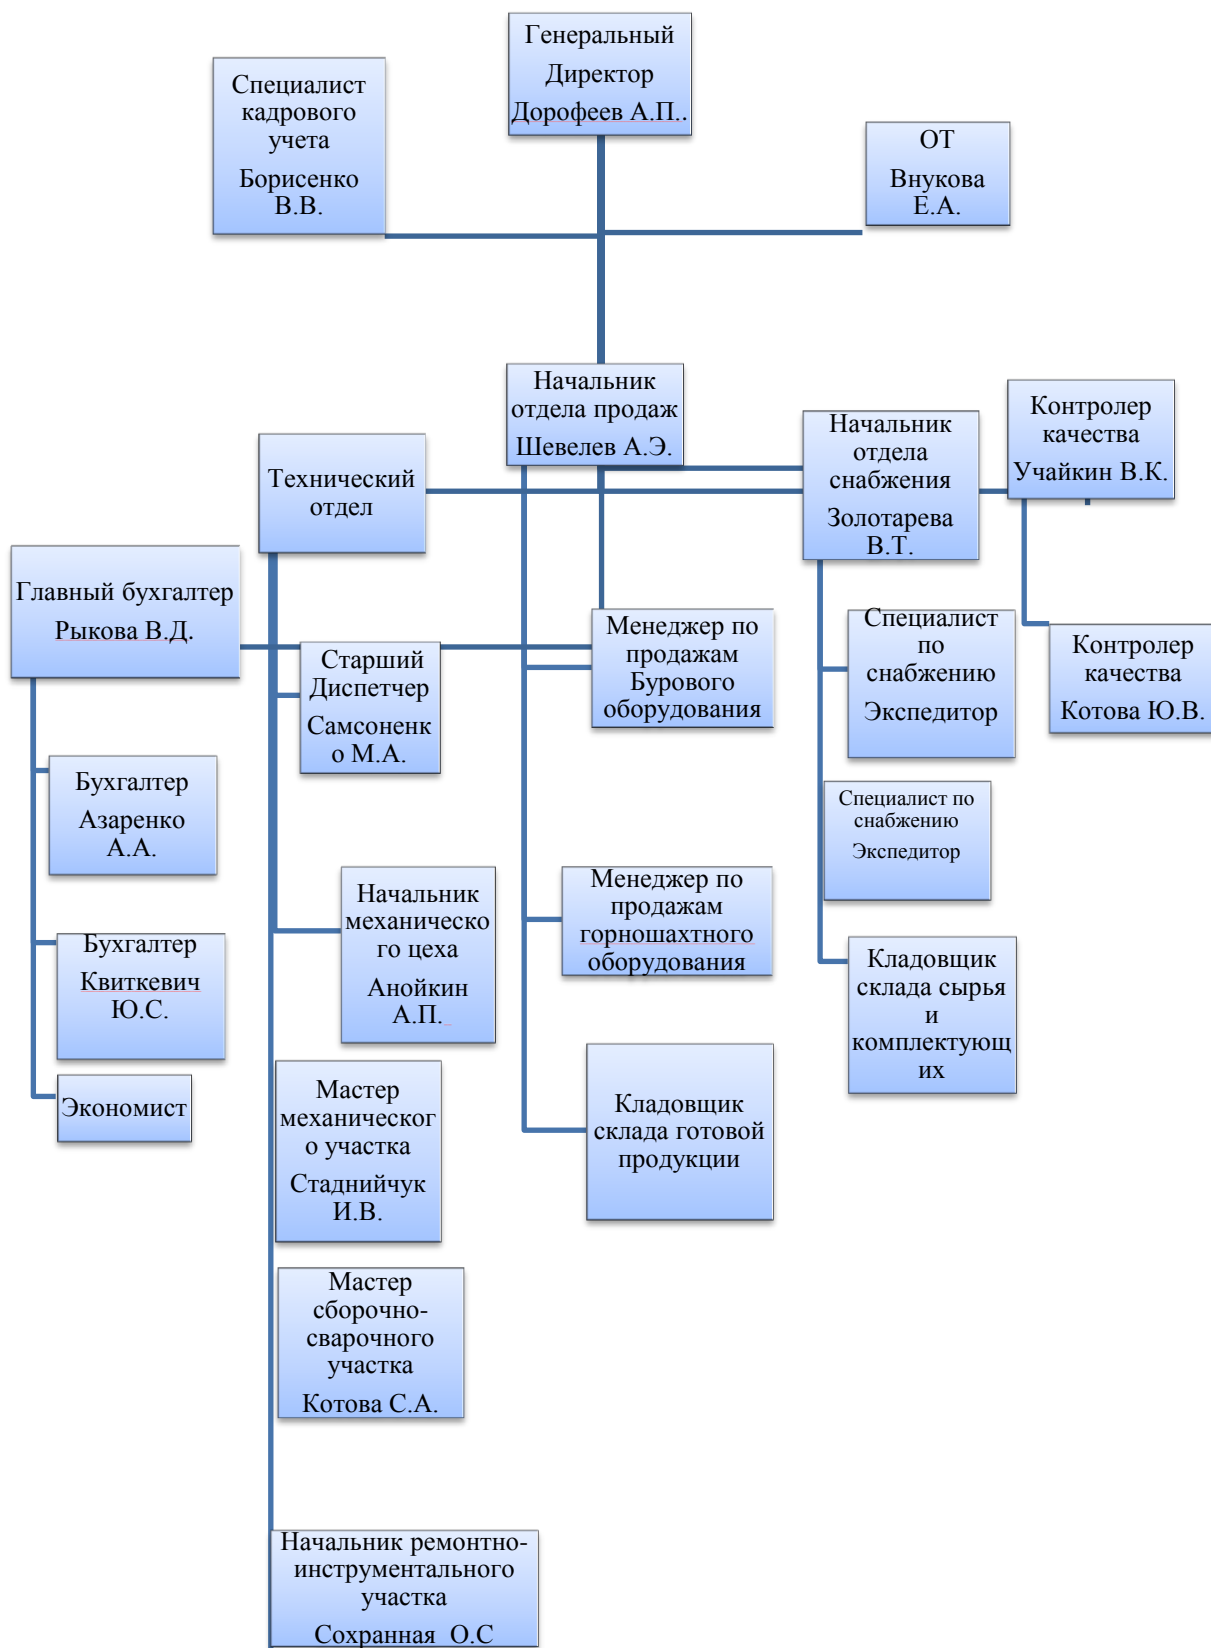 Генеральный
Директор
Дорофеев А.П..
Специалист
кадрового
учета
Борисенко
В.В.
ОТ
Внукова
Е.А.
Начальник
отдела продаж
Шевелев А.Э.
Контролер
качества
Учайкин В.К.
Начальник
отдела
снабжения
Золотарева
В.Т.
Технический
отдел
Главный бухгалтер
Рыкова В.Д.
Старший
Диспетчер
Самсоненк
о М.А.
Менеджер по
продажам
Бурового
оборудования
Специалист
по
снабжению
Экспедитор
Контролер
качества
Котова Ю.В.
Бухгалтер
Азаренко
А.А.
Специалист по
снабжению
Экспедитор
Начальник
механическо
го цеха
Анойкин
А.П.
Менеджер по
продажам
горношахтного
оборудования
Бухгалтер
Квиткевич
Ю.С.
Кладовщик
склада сырья
и
комплектующ
их
Экономист
Мастер
механическог
о участка
Стаднийчук
И.В.
Кладовщик
склада готовой
продукции
Мастер
сборочно-
сварочного
участка
Котова С.А.
Начальник ремонтно-
инструментального
участка
Сохранная О.С